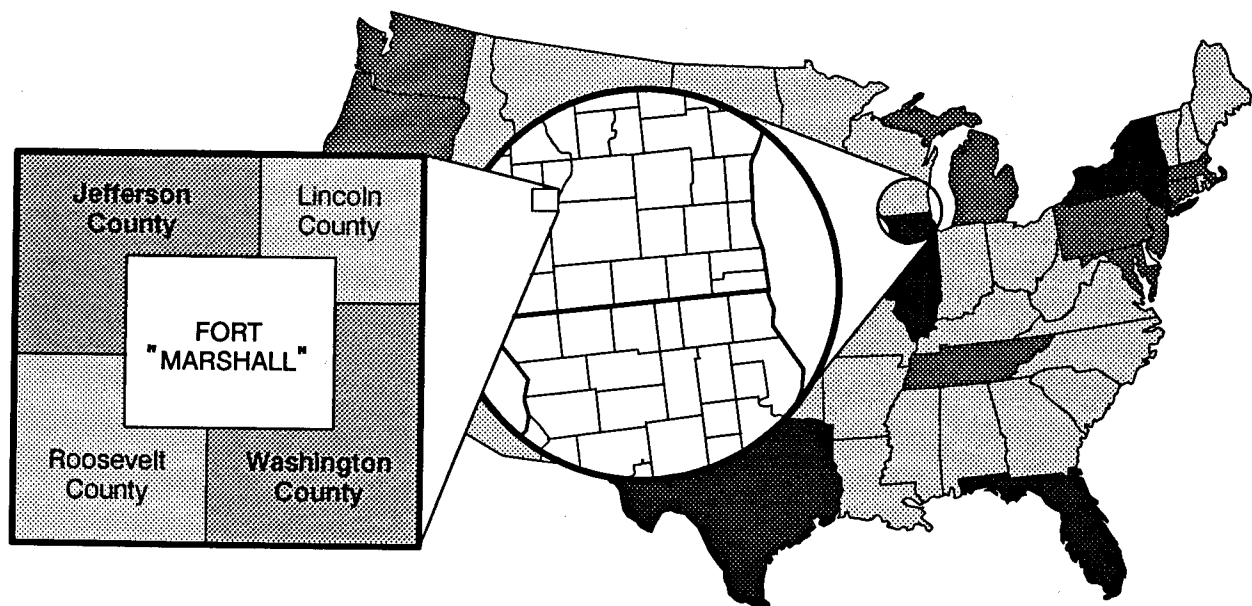 Jefferson
County
Lincoln
County
FORT
"MARSHALL"
Roosevelt
County
Washington
County